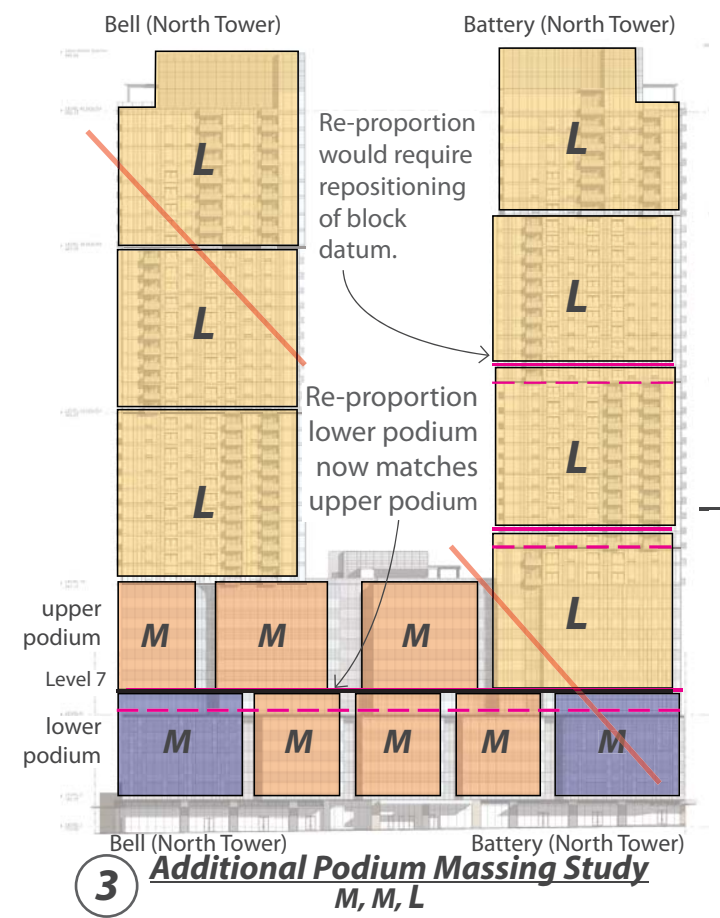 Bell (North Tower)
Battery (North Tower)
L
L
Re-proportion
would require
repositioning
of block
datum.
L
L
Re-proportion
lower podium
now matches
upper podium
L
L
L
upper
podium
M
M
M
Level 7
lower
podium
M
M
M
M
M
Bell (North Tower)
Battery (North Tower)
3
Additional Podium Massing Study
M, M, L